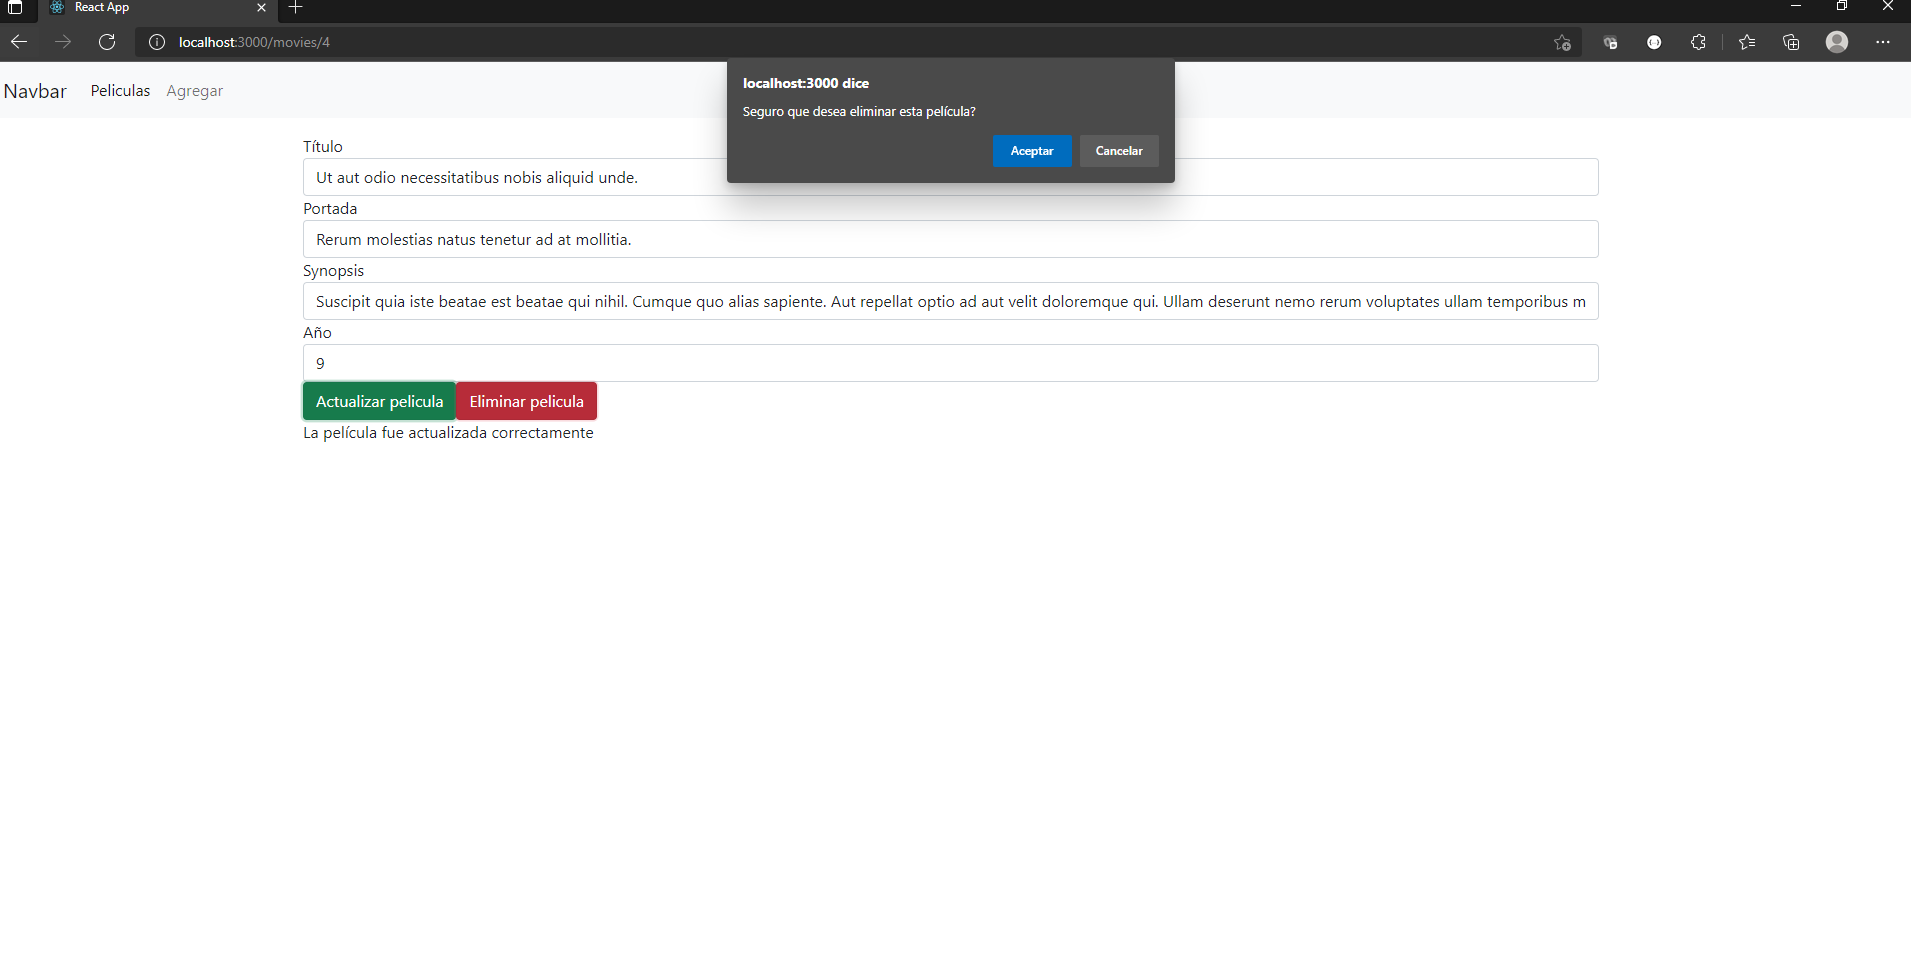 React App
localhost:3000/movies/4
Navbar Peliculas Agregar
localhost:3000 dice
Seguro que desea eliminar esta película?
Aceptar Cancelar
Título
Ut aut odio necessitatibus nobis aliquid unde.
Portada
Rerum molestias natus tenetur ad at mollitia.
Synopsis
Suscipit quia iste beatae est beatae qui nihil. Cumque quo alias sapiente. Aut repellat optio ad aut velit doloremque qui. Ullam deserunt nemo rerum voluptates ullam temporibus m
Año
9
Actualizar pelicula Eliminar pelicula
La película fue actualizada correctamente